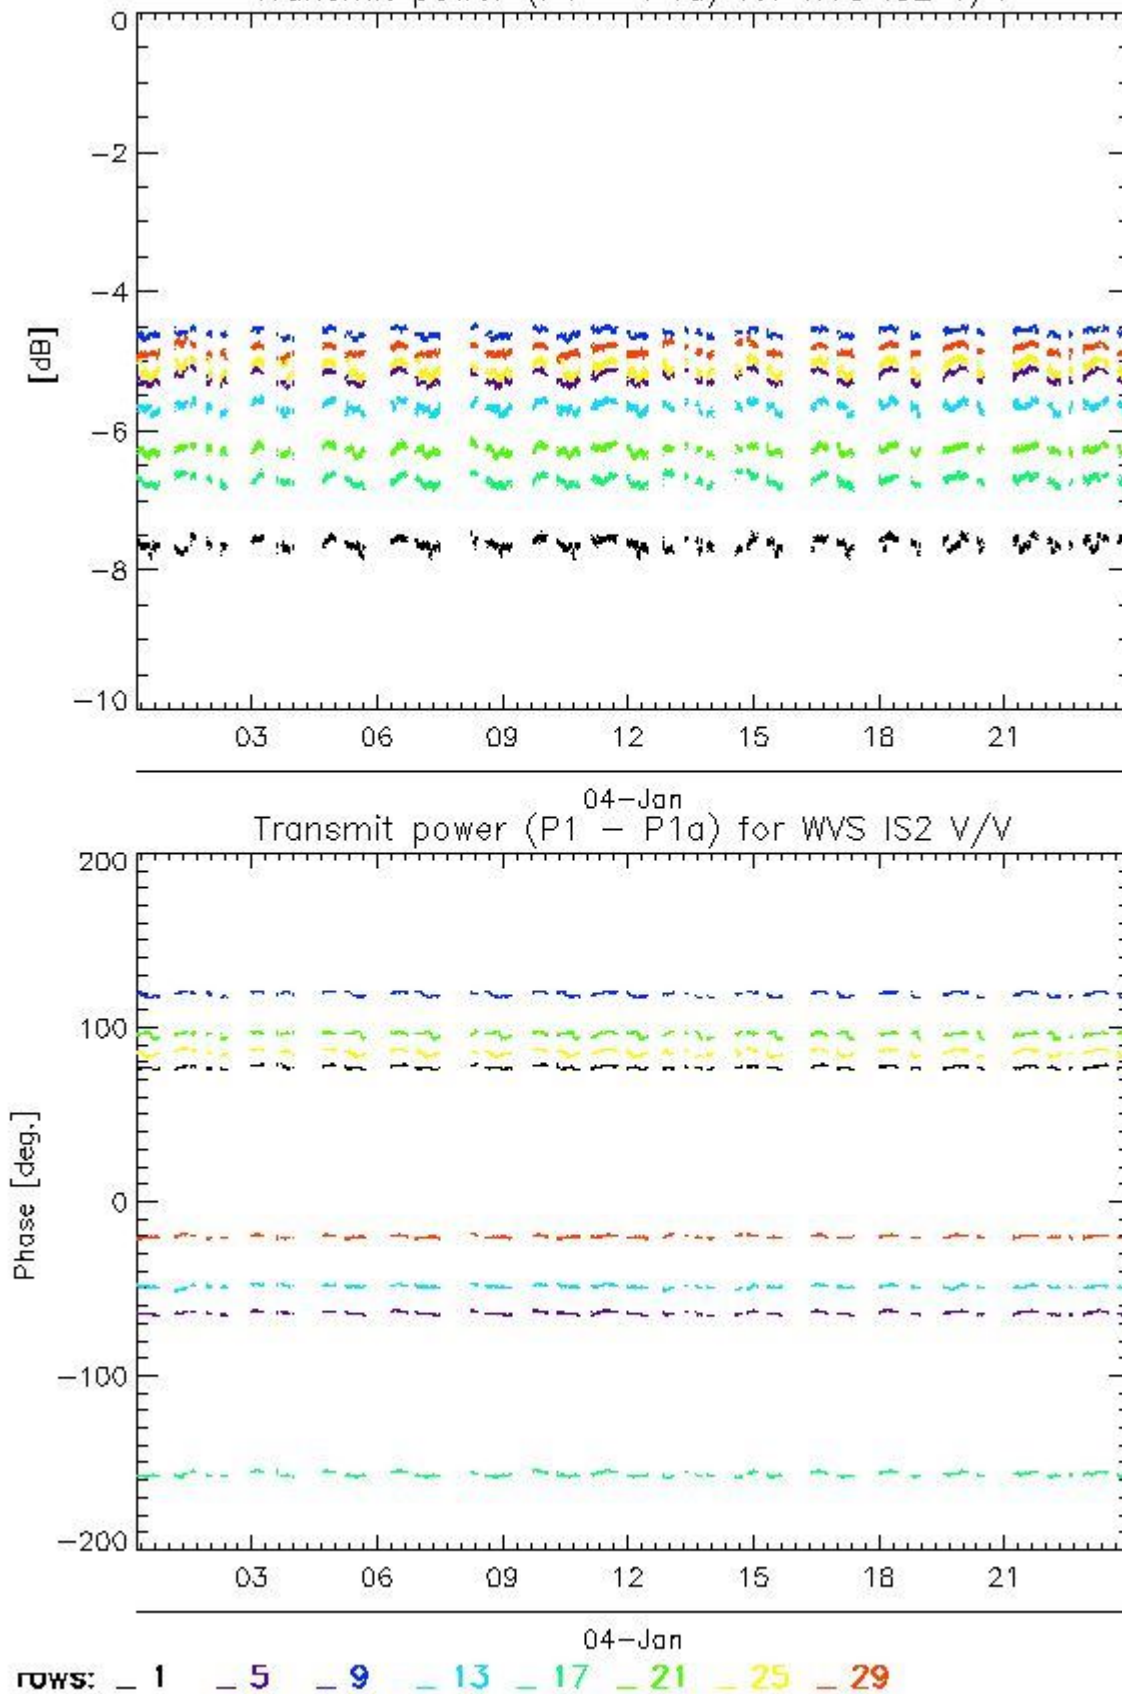 0
−2
−4
[dB]
−6
−8
−10
03 06 09 12 15 18 21
04-Jan
Transmit power (P1 − P1a) for WVS IS2 V/V
200
100
0
Phase [deg.]
−100
−200
03 06 09 12 15 18 21
04-Jan
rows: _ 1 _ 5 _ 9 _ 13 _ 17 _ 21 _ 25 _ 29